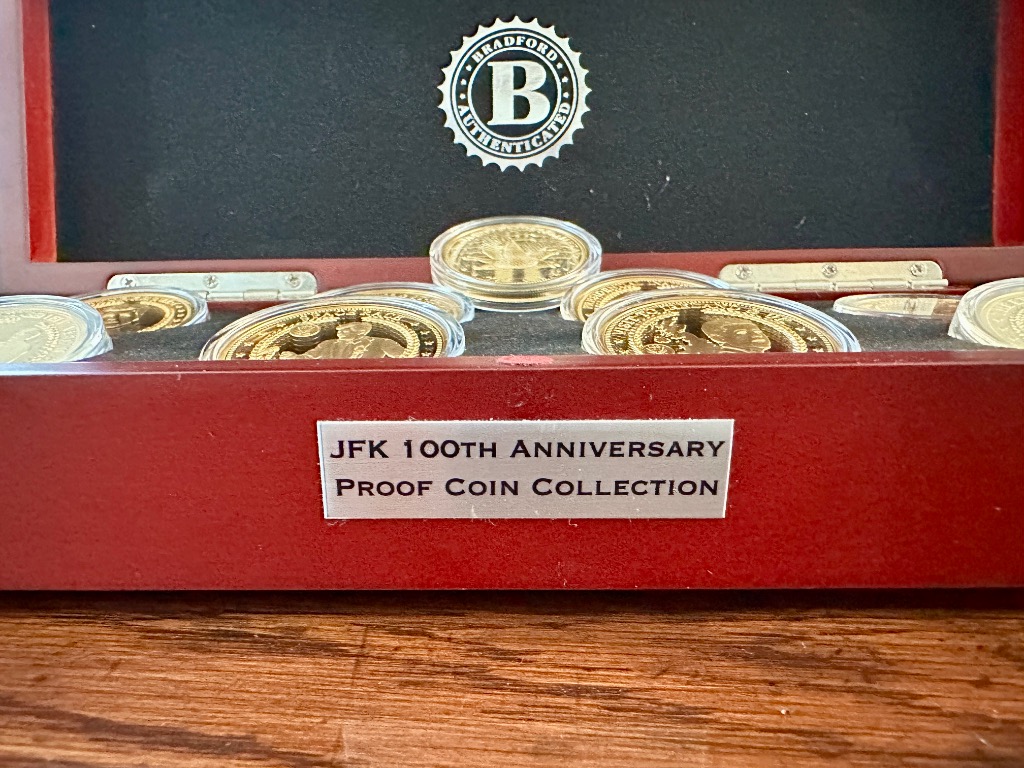 BRADFORD
B
AUTHENTICATED
JFK 100TH ANNIVERSARY
PROOF COIN COLLECTION